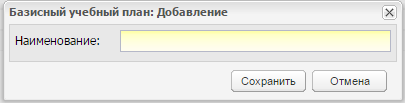 Базисный учебный план: Добавление
Наименование:
Сохранить Отмена